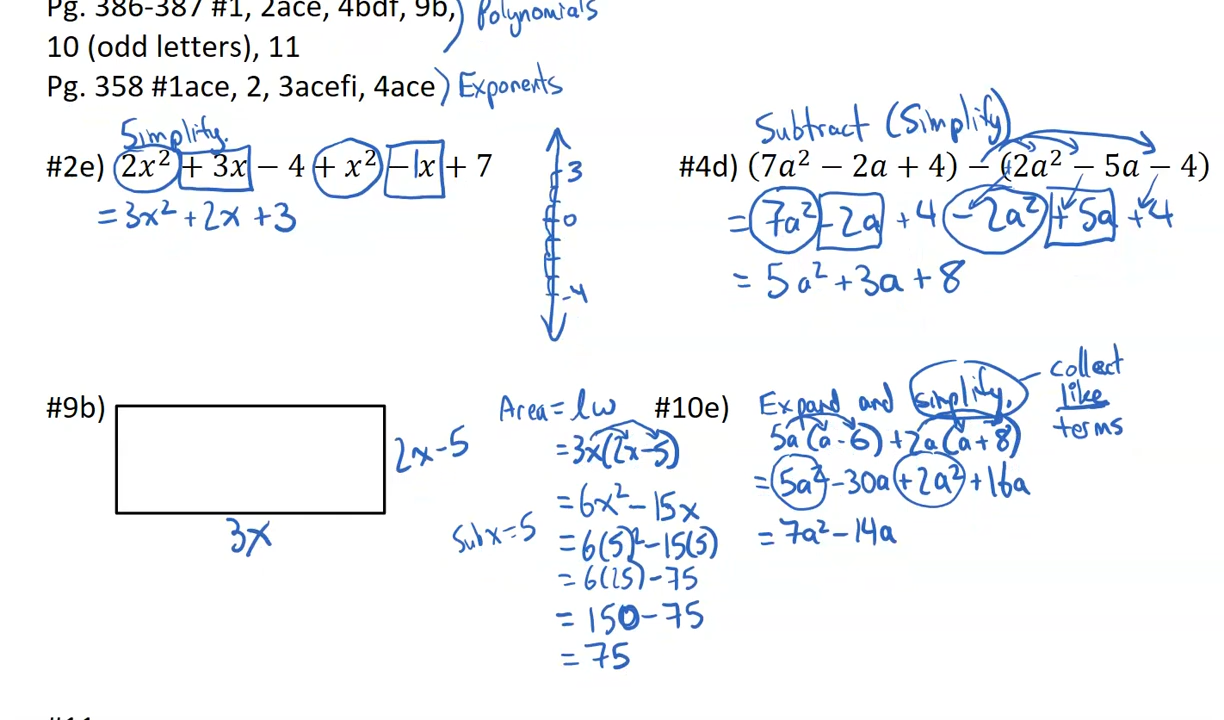 Pg. 386-387 #1, 2ace, 4bdf, 9b, ) Polynomials
10 (odd letters), 11
Pg. 358 #1ace, 2, 3acefi, 4ace ) Exponents
Simplify.
#2e) 2x² + 3x − 4 + x² − 1x + 7
= 3x² + 2x + 3
3
0
-4
Subtract (Simplify)
#4d) (7a² − 2a + 4) − (2a² − 5a − 4)
= 7a² - 2a + 4 - 2a² + 5a + 4
= 5a² + 3a + 8
#9b)
2x-5
3x
Area = lw
= 3x(2x-5)
= 6x² - 15x
Sub x=5
= 6(5)² - 15(5)
= 6(25) - 75
= 150 - 75
= 75
#10e) Expand and simplify.
collect
like
terms
5a(a-6) + 2a(a+8)
= 5a² - 30a + 2a² + 16a
= 7a² - 14a